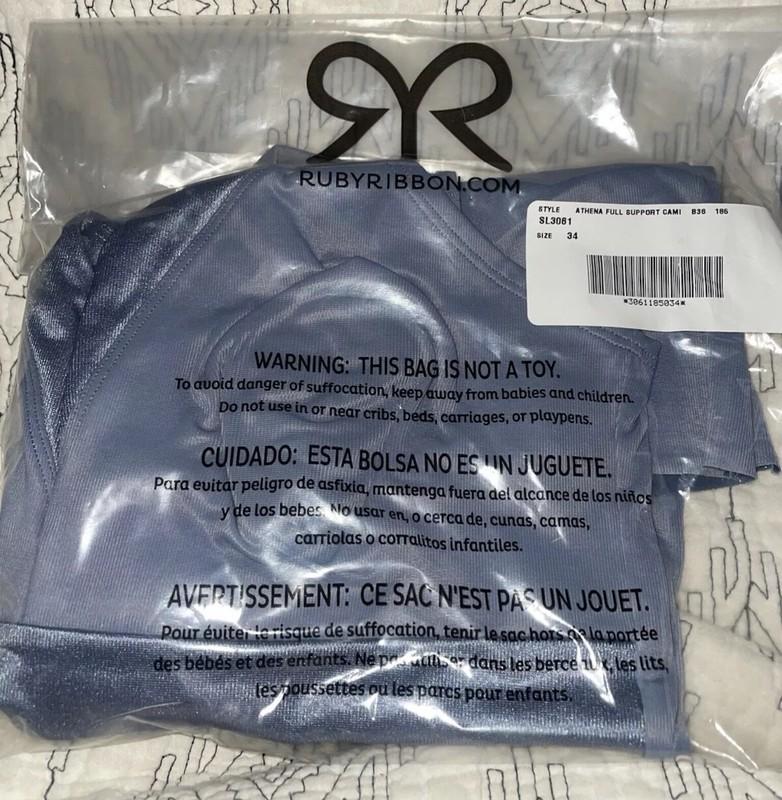 RUBYRIBBON.COM
STYLE ATHENA FULL SUPPORT CAMI B36 185
SL3061
SIZE 34
*3061185034*
WARNING: THIS BAG IS NOT A TOY.
To avoid danger of suffocation, keep away from babies and children.
Do not use in or near cribs, beds, carriages, or playpens.
CUIDADO: ESTA BOLSA NO ES UN JUGUETE.
Para evitar peligro de asfixia, mantenga fuera del alcance de los niños
y de los bebes. No usar en, o cerca de, cunas, camas,
carriolas o corralitos infantiles.
AVERTISSEMENT: CE SAC N'EST PAS UN JOUET.
Pour éviter le risque de suffocation, tenir le sac hors de la portée
des bébés et des enfants. Ne pas utiliser dans les berceaux, les lits,
les poussettes ou les parcs pour enfants.